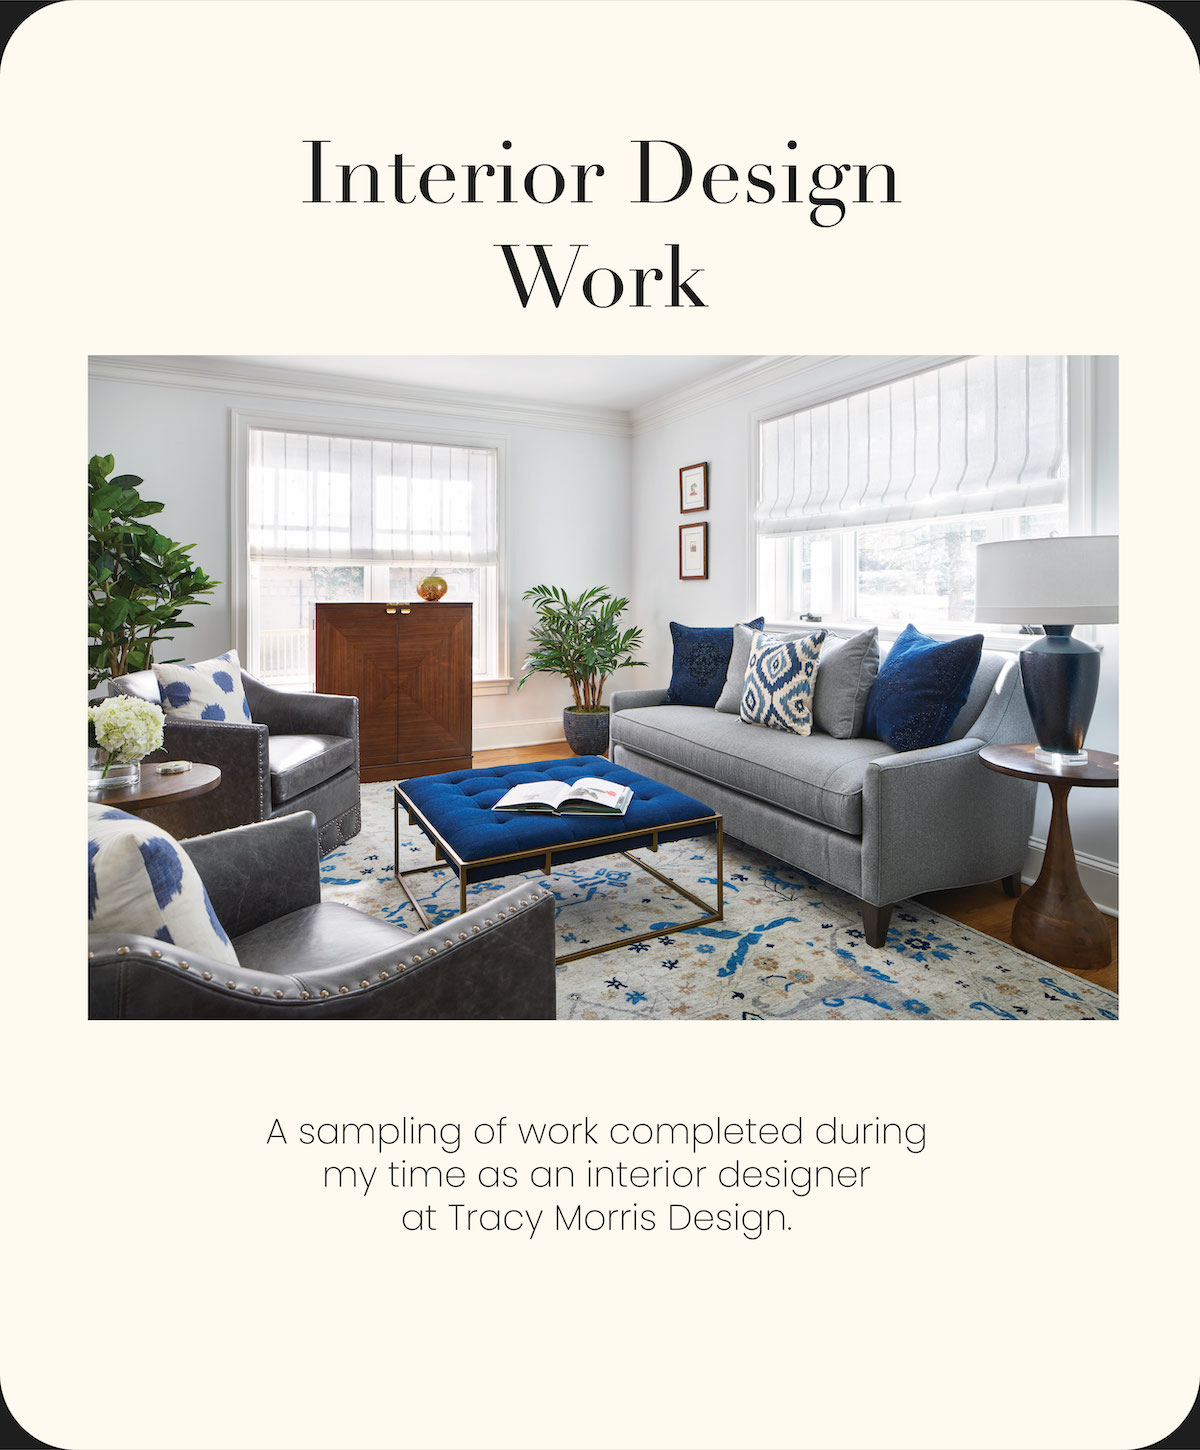 Interior Design
Work
A sampling of work completed during
my time as an interior designer
at Tracy Morris Design.